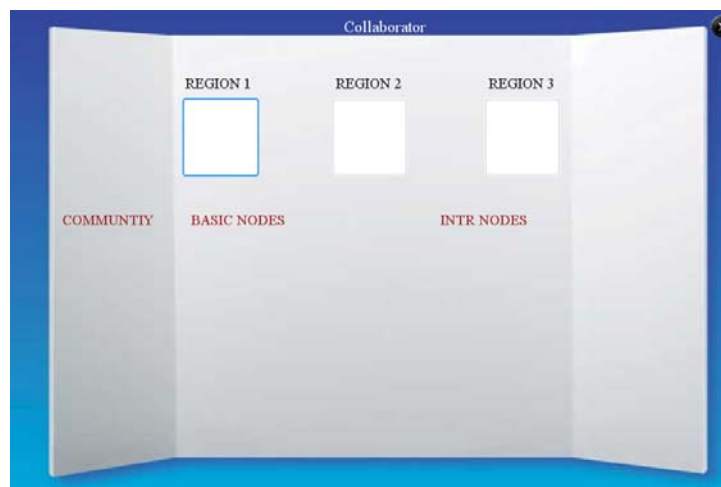 Collaborator
REGION 1 REGION 2 REGION 3
COMMUNTIY BASIC NODES INTR NODES